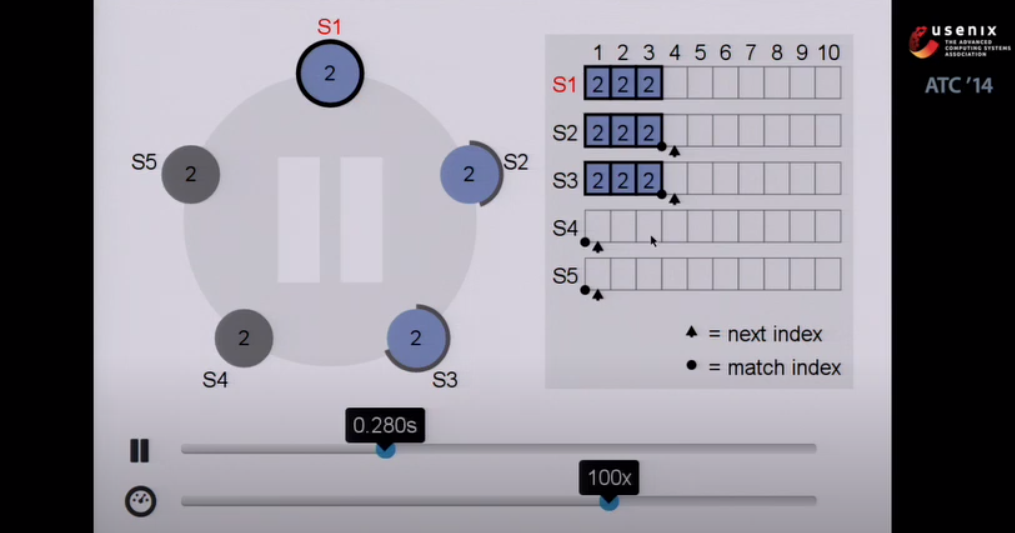 S1
2
S5
2
2
S2
2
S4
2
S3
1 2 3 4 5 6 7 8 9 10
S1 2 2 2
S2 2 2 2
S3 2 2 2
S4
S5
= next index
= match index
0.280s
100x
usenix
THE ADVANCED
COMPUTING SYSTEMS
ASSOCIATION
ATC '14